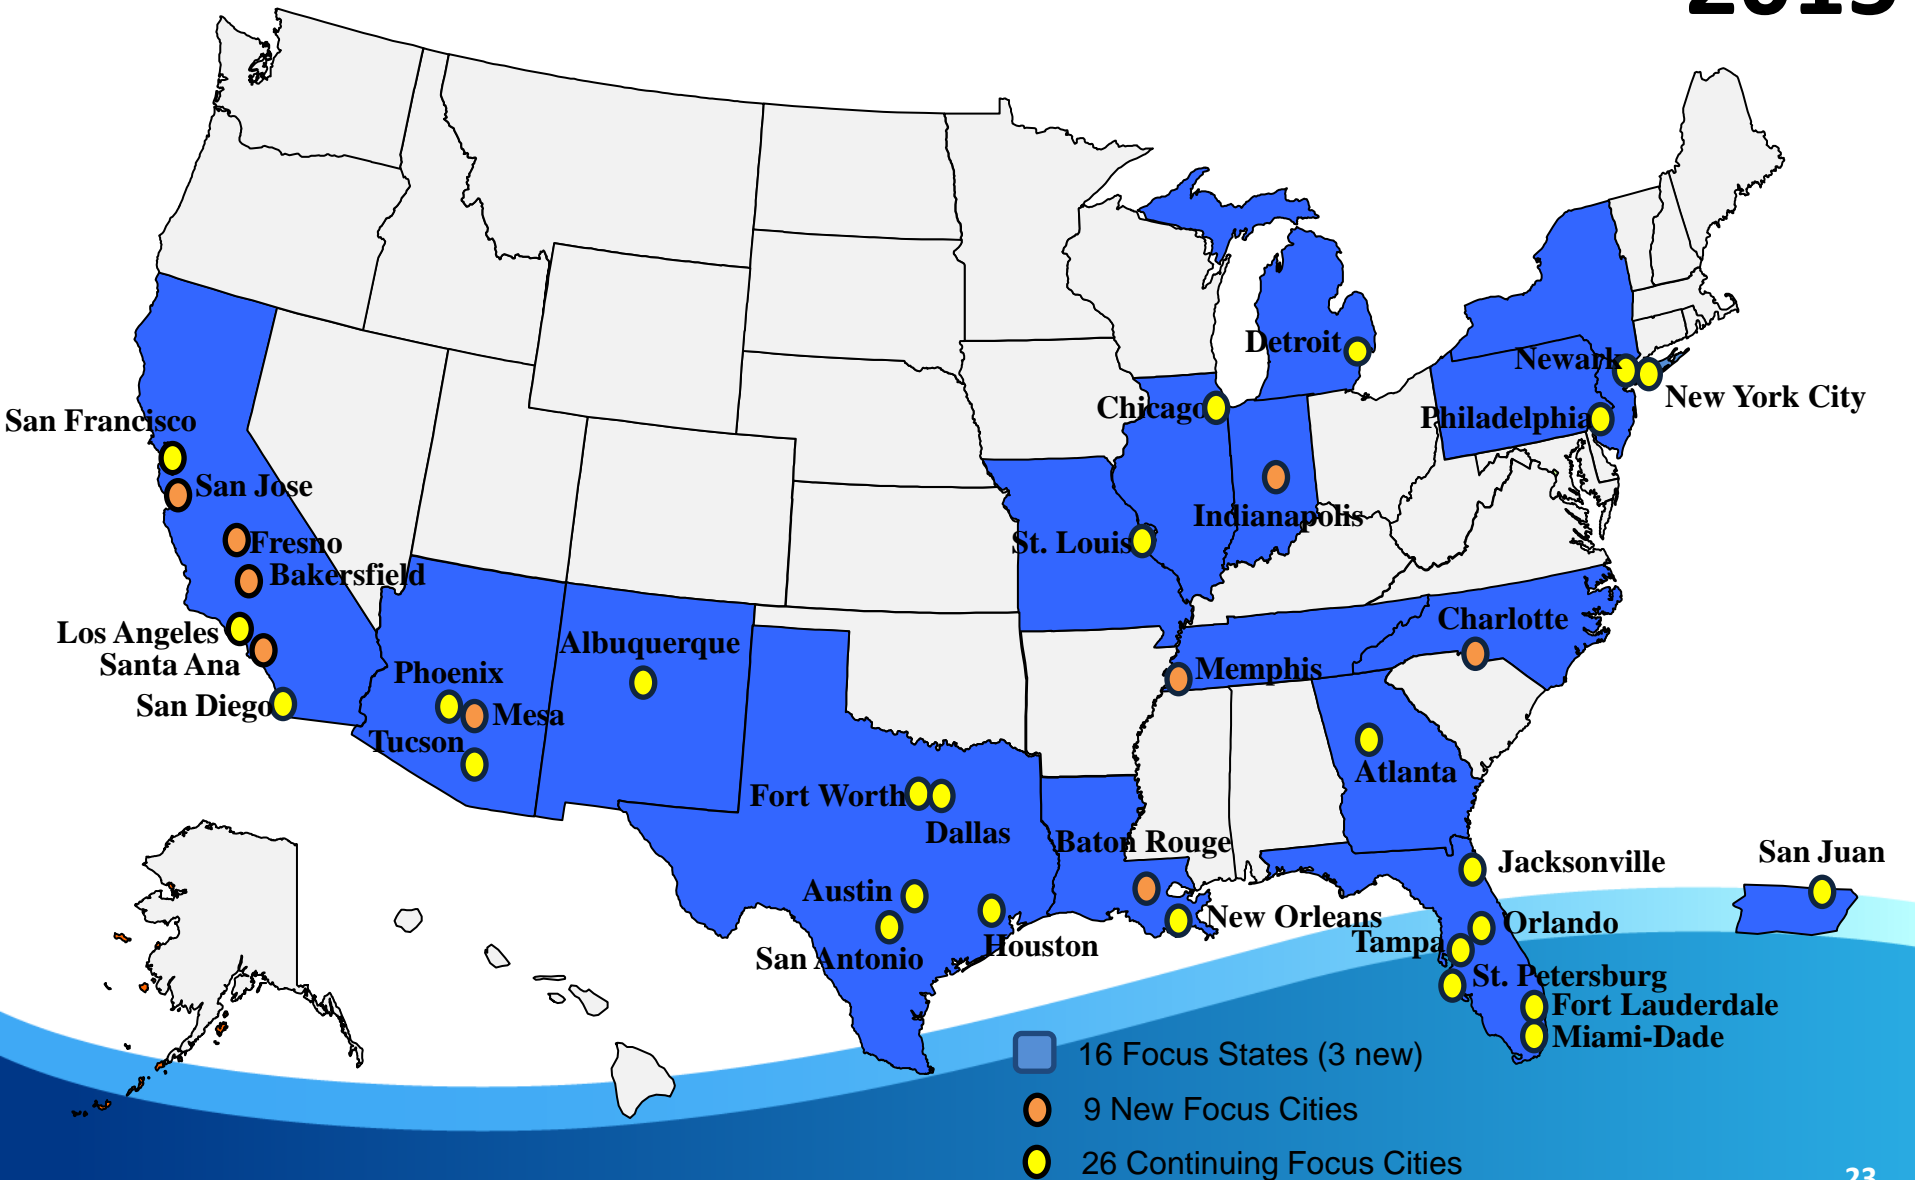 2013
Detroit
Newark
New York City
Chicago
Philadelphia
San Francisco
San Jose
Indianapolis
Fresno
St. Louis
Bakersfield
Los Angeles
Charlotte
Albuquerque
Santa Ana
Phoenix
Memphis
San Diego
Mesa
Tucson
Atlanta
Fort Worth
Dallas
Baton Rouge
San Juan
Jacksonville
Austin
New Orleans
Orlando
Tampa
Houston
San Antonio
St. Petersburg
Fort Lauderdale
Miami-Dade
16 Focus States (3 new)
9 New Focus Cities
26 Continuing Focus Cities
23